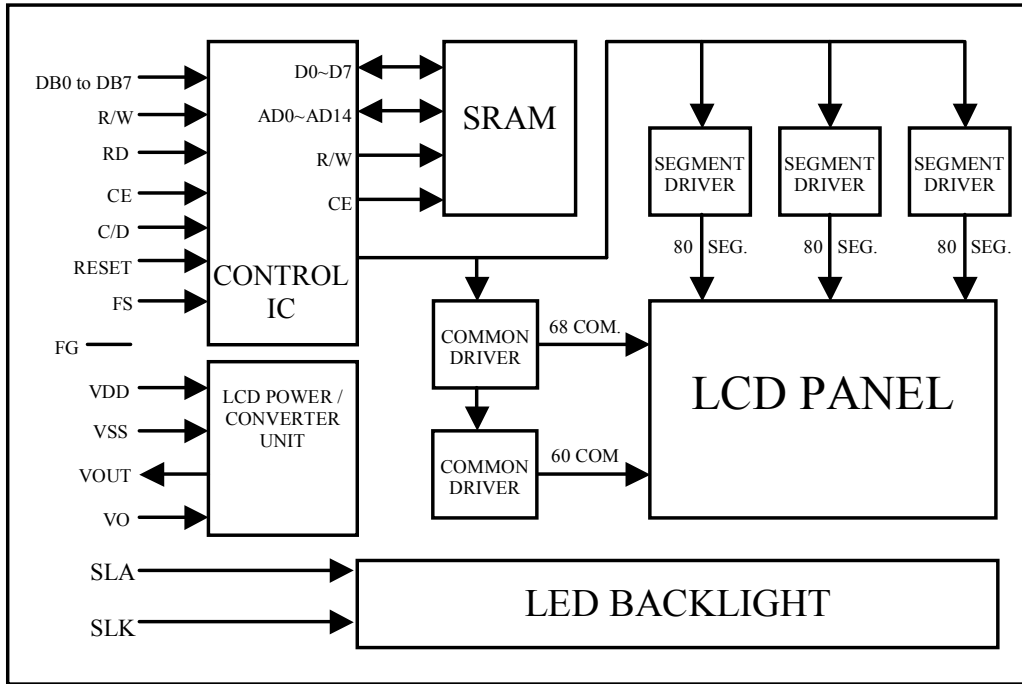 DB0 to DB7
R/W
RD
CE
C/D
RESET
FS
FG
VDD
VSS
VOUT
VO
SLA
SLK
D0~D7
AD0~AD14
R/W
CE
CONTROL
IC
SRAM
LCD POWER /
CONVERTER
UNIT
SEGMENT
DRIVER
SEGMENT
DRIVER
SEGMENT
DRIVER
80 SEG.
80 SEG.
80 SEG.
COMMON
DRIVER
68 COM.
COMMON
DRIVER
60 COM
LCD PANEL
LED BACKLIGHT